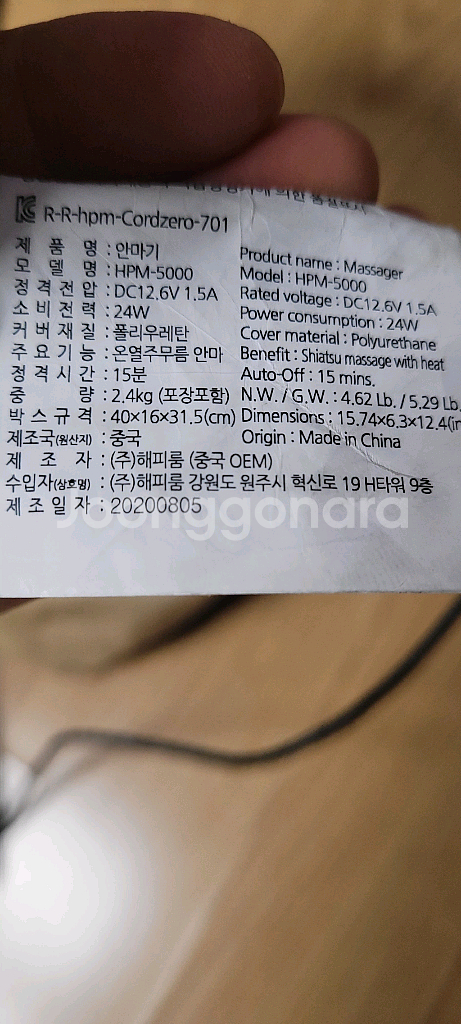 R-R-hpm-Cordzero-701
제 품 명 : 안마기
모 델 명 : HPM-5000
정격전압 : DC12.6V 1.5A
소비전력 : 24W
커버재질 : 폴리우레탄
주요기능 : 온열주무름 안마
정격시간 : 15분
중 량 : 2.4kg (포장포함)
박스규격 : 40×16×31.5(cm)
제조국(원산지) : 중국
제 조 자 : (주)해피룸 (중국 OEM)
수입자(상호명) : (주)해피룸 강원도 원주시 혁신로 19 H타워 9층
제조일자 : 20200805
Product name : Massager
Model : HPM-5000
Rated voltage : DC12.6V 1.5A
Power consumption : 24W
Cover material : Polyurethane
Benefit : Shiatsu massage with heat
Auto-Off : 15 mins.
N.W. / G.W. : 4.62 Lb. / 5.29 Lb.
Dimensions : 15.74×6.3×12.4(in
Origin : Made in China
Joonggonara